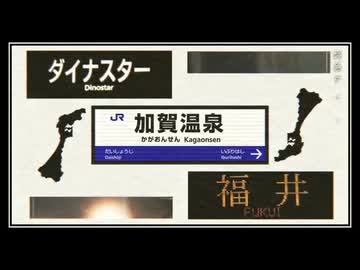 ダイナスター
Dinostar
JR
加賀温泉
かがおんせん Kagaonsen
だいしょうじ
Daishōji
いぶりはし
Iburihashi
福井
FUKUI